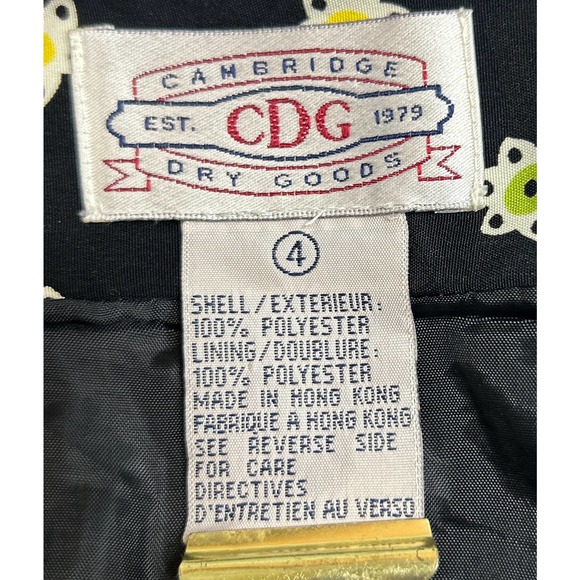 CAMBRIDGE
EST. CDG 1979
DRY GOODS
4
SHELL/EXTERIEUR:
100% POLYESTER
LINING/DOUBLURE:
100% POLYESTER
MADE IN HONG KONG
FABRIQUE A HONG KONG
SEE REVERSE SIDE
FOR CARE
DIRECTIVES
D'ENTRETIEN AU VERSO